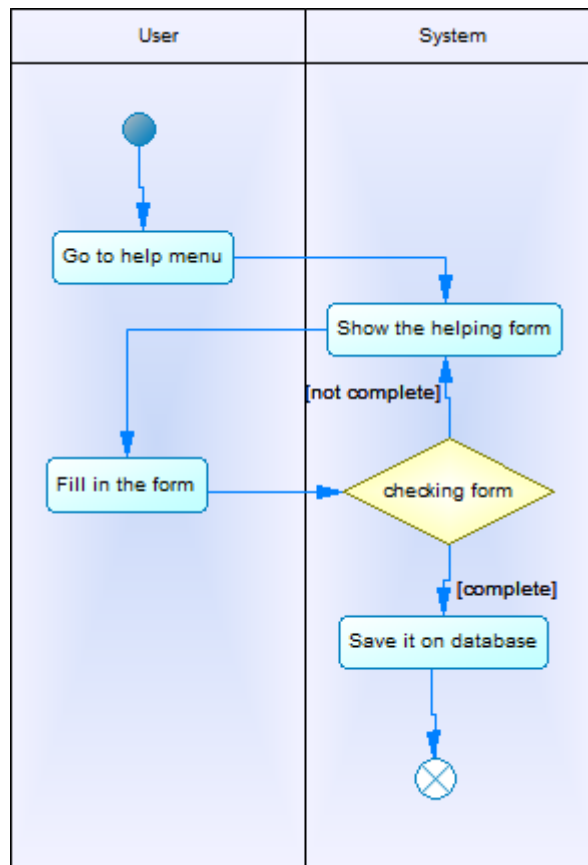 User
System
Go to help menu
Show the helping form
[not complete]
Fill in the form
checking form
[complete]
Save it on database